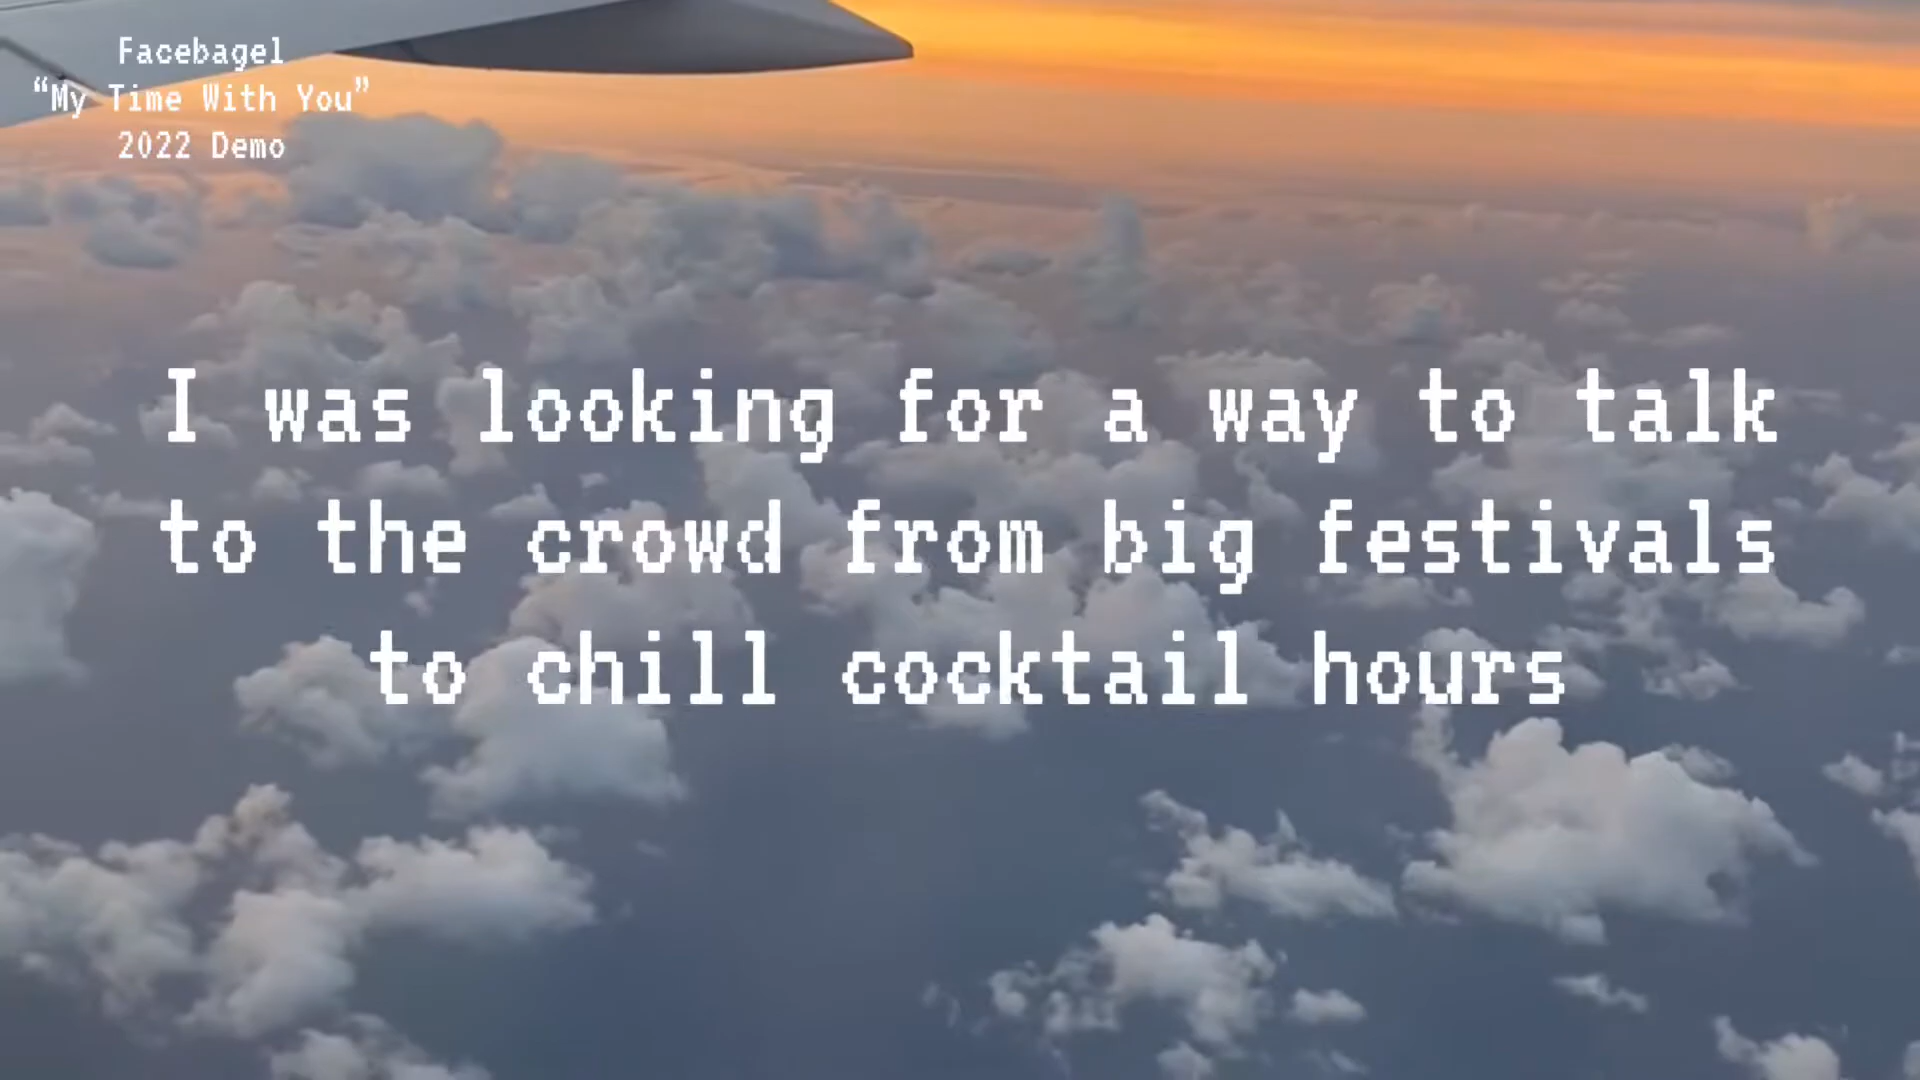 Facebagel
“My Time With You”
2022 Demo
I was looking for a way to talk
to the crowd from big festivals
to chill cocktail hours